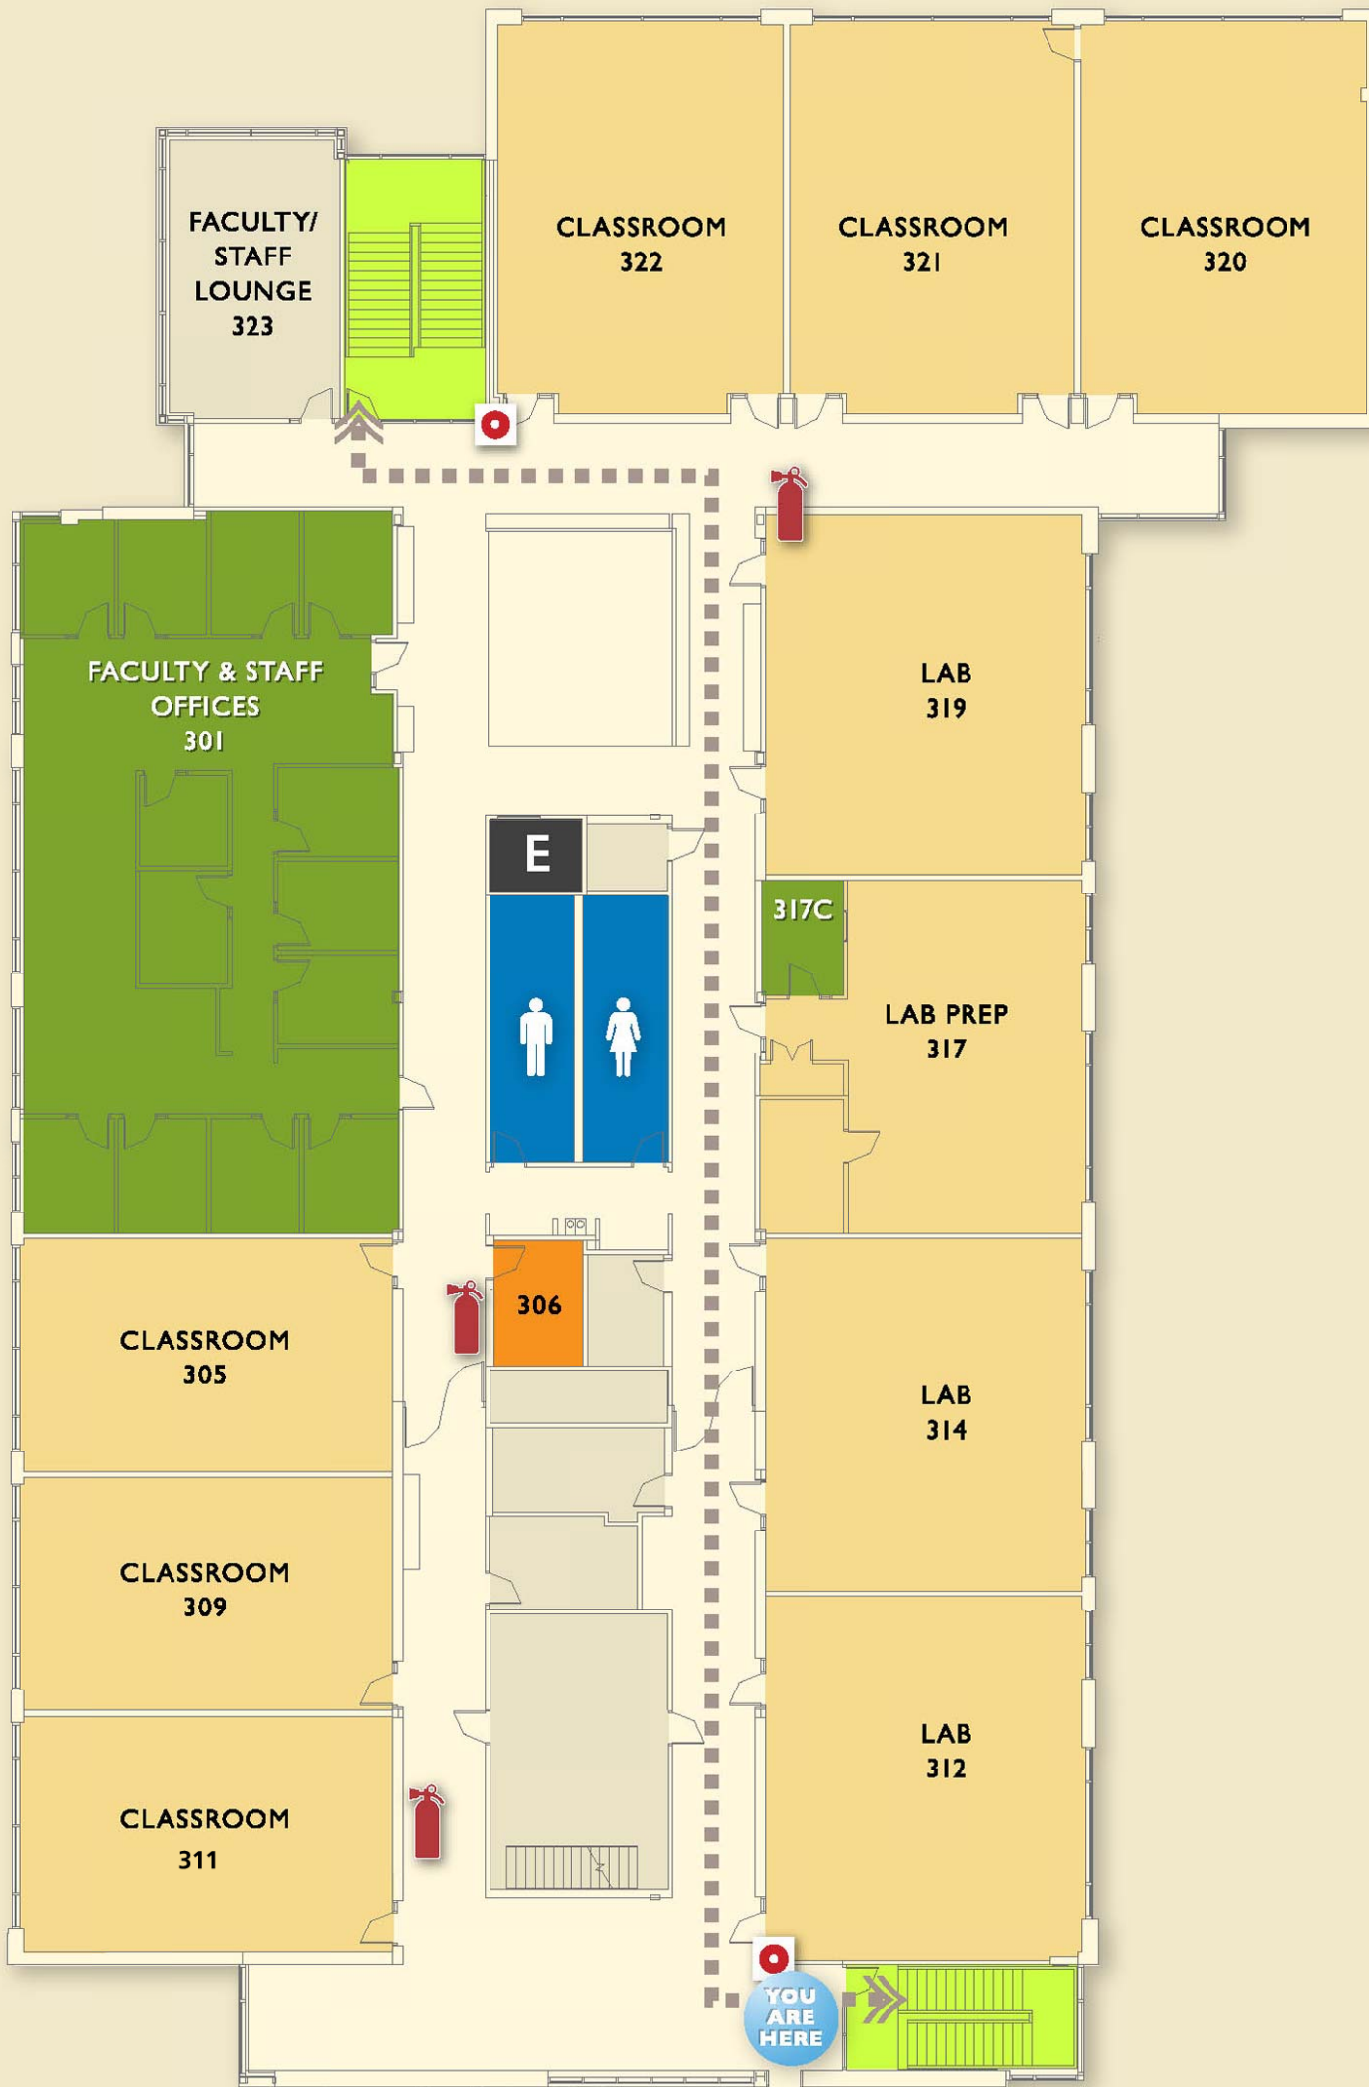 CLASSROOM
322
CLASSROOM
321
CLASSROOM
320
FACULTY/
STAFF
LOUNGE
323
FACULTY & STAFF
OFFICES
301
LAB
319
E
317C
LAB PREP
317
306
CLASSROOM
305
LAB
314
CLASSROOM
309
LAB
312
CLASSROOM
311
YOU
ARE
HERE